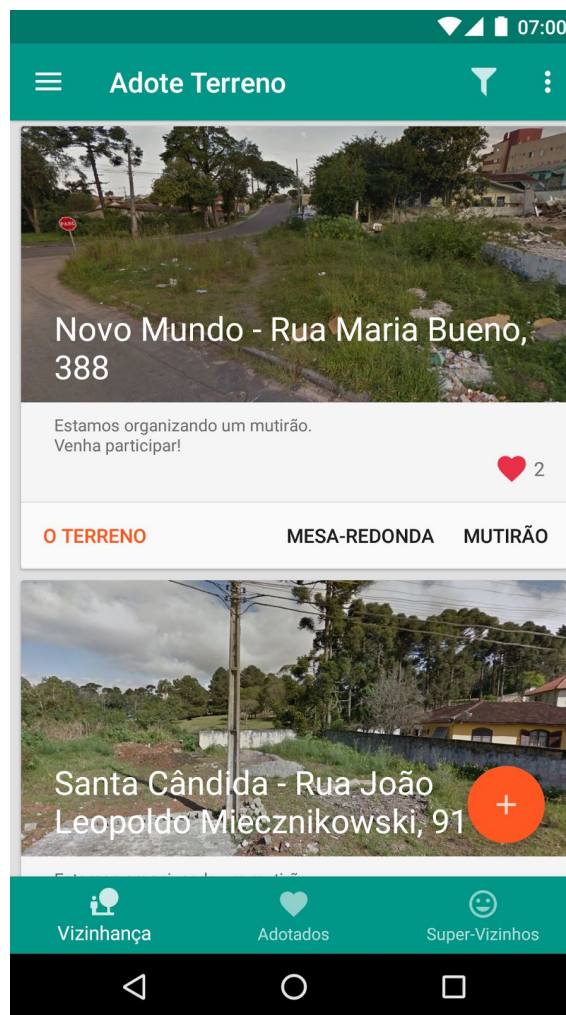 07:00
Adote Terreno
PARE
Novo Mundo - Rua Maria Bueno,
388
Estamos organizando um mutirão.
Venha participar!
2
O TERRENO MESA-REDONDA MUTIRÃO
Santa Cândida - Rua João
Leopoldo Miecznikowski, 91
Vizinhança Adotados Super-Vizinhos